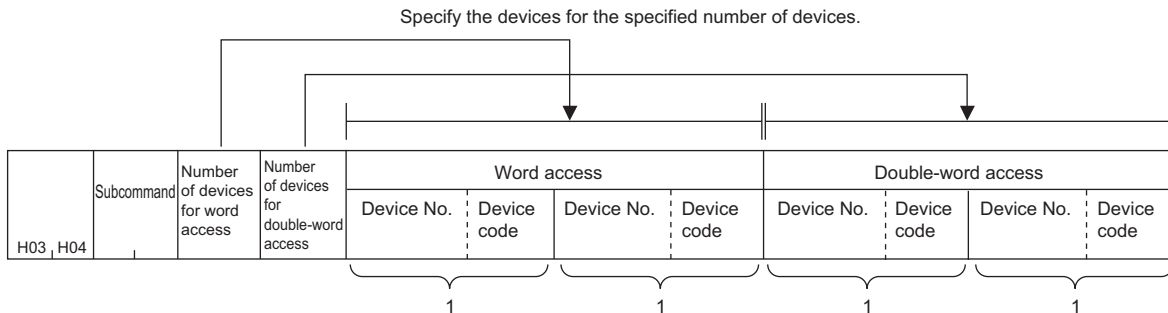 Specify the devices for the specified number of devices.
H03 H04
Subcommand
Number
of devices
for word
access
Number
of devices
for
double-word
access
Word access
Double-word access
Device No.
Device
code
Device No.
Device
code
Device No.
Device
code
Device No.
Device
code
1
1
1
1